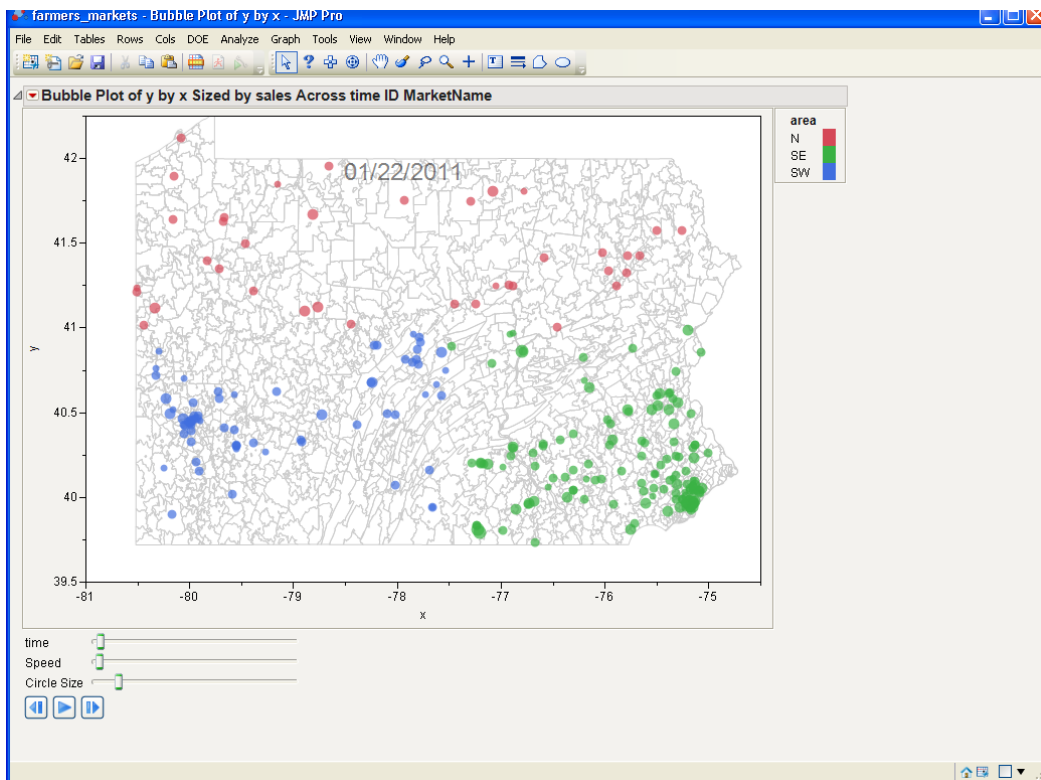 farmers_markets - Bubble Plot of y by x - JMP Pro
File Edit Tables Rows Cols DOE Analyze Graph Tools View Window Help
Bubble Plot of y by x Sized by sales Across time ID MarketName
area
N
SE
SW
01/22/2011
42
41.5
41
40.5
40
39.5
y
-81 -80 -79 -78 -77 -76 -75
x
time
Speed
Circle Size